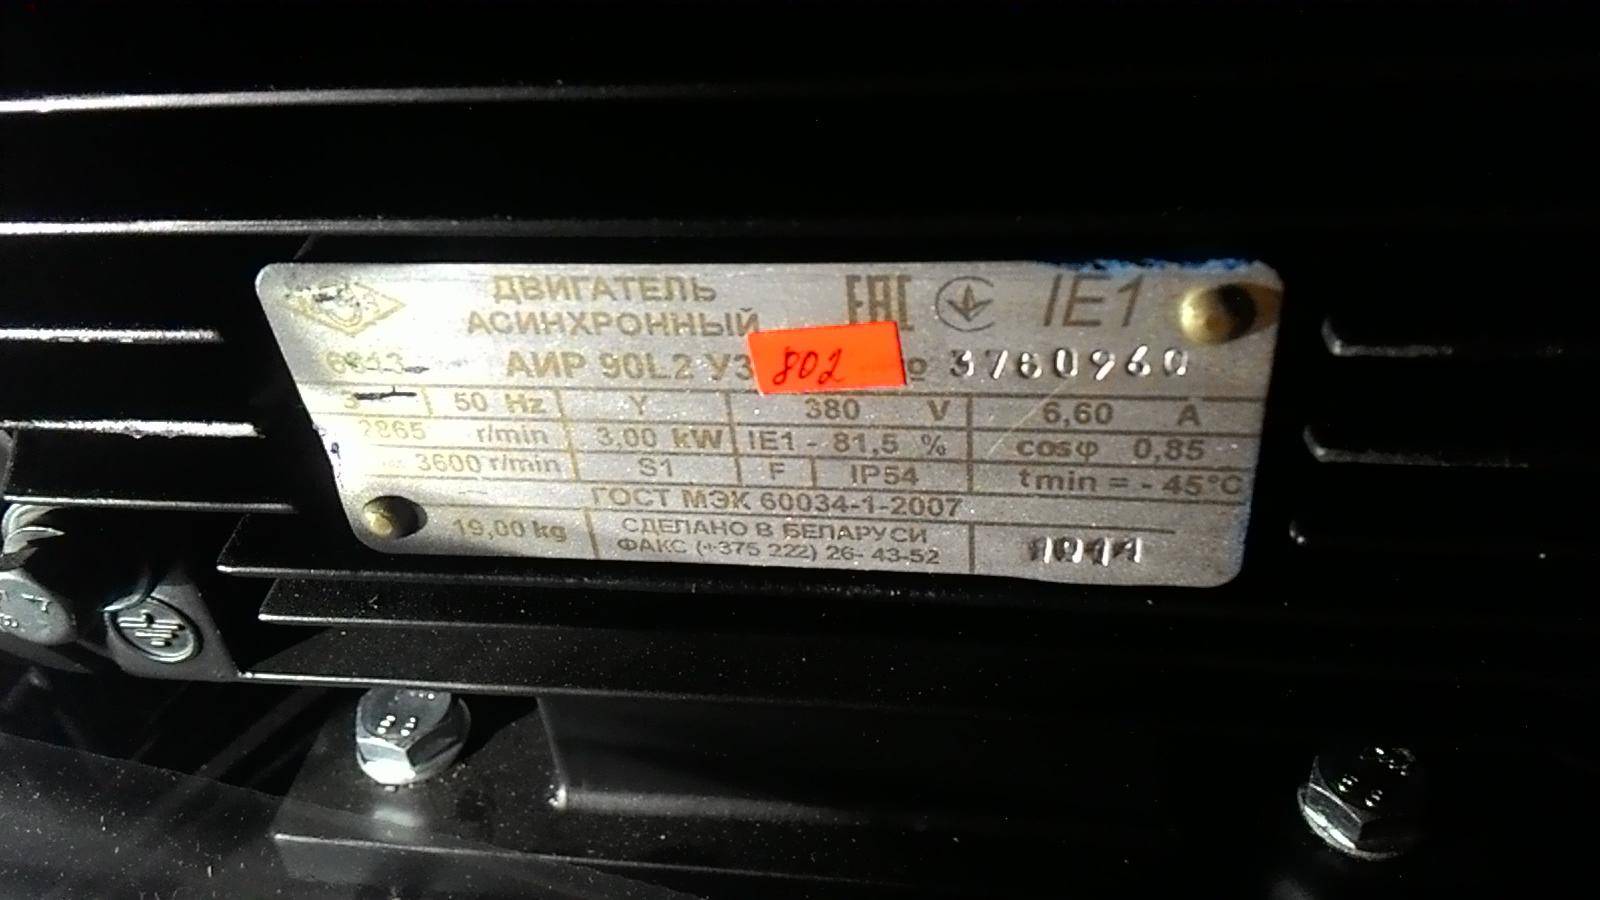 ДВИГАТЕЛЬ
АСИНХРОННЫЙ
EAC IE1
АИР 90L2 У3 802 № 3760960
3~ 50 Hz Y 380 V 6,60 A
2865 r/min 3,00 kW IE1 - 81,5 % cosφ 0,85
3600 r/min S1 F IP54 tmin = - 45°C
ГОСТ МЭК 60034-1-2007
19,00 kg СДЕЛАНО В БЕЛАРУСИ
ФАКС (+375 222) 26- 43-52